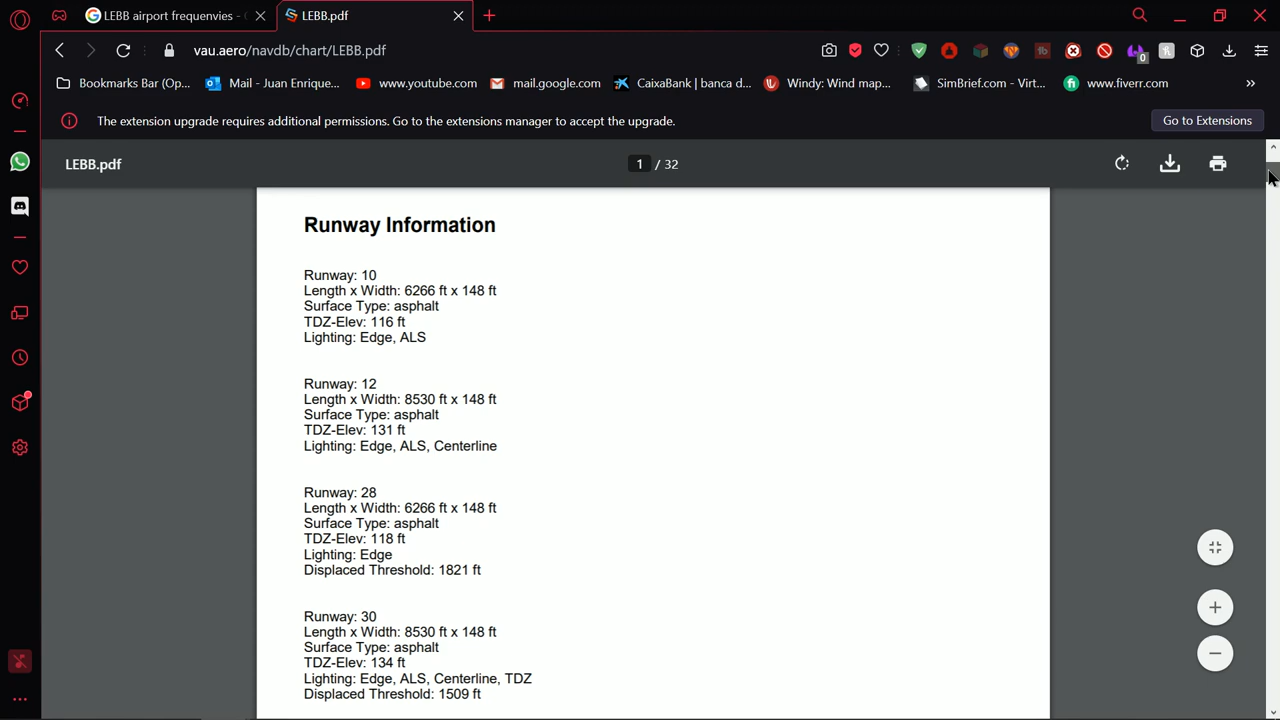 LEBB airport frequenvies -
LEBB.pdf
vau.aero/navdb/chart/LEBB.pdf
0
Bookmarks Bar (Op...
Mail - Juan Enrique...
www.youtube.com
mail.google.com
CaixaBank | banca d...
Windy: Wind map...
SimBrief.com - Virt...
www.fiverr.com
The extension upgrade requires additional permissions. Go to the extensions manager to accept the upgrade.
Go to Extensions
LEBB.pdf
1 / 32
Runway Information
Runway: 10
Length x Width: 6266 ft x 148 ft
Surface Type: asphalt
TDZ-Elev: 116 ft
Lighting: Edge, ALS
Runway: 12
Length x Width: 8530 ft x 148 ft
Surface Type: asphalt
TDZ-Elev: 131 ft
Lighting: Edge, ALS, Centerline
Runway: 28
Length x Width: 6266 ft x 148 ft
Surface Type: asphalt
TDZ-Elev: 118 ft
Lighting: Edge
Displaced Threshold: 1821 ft
Runway: 30
Length x Width: 8530 ft x 148 ft
Surface Type: asphalt
TDZ-Elev: 134 ft
Lighting: Edge, ALS, Centerline, TDZ
Displaced Threshold: 1509 ft